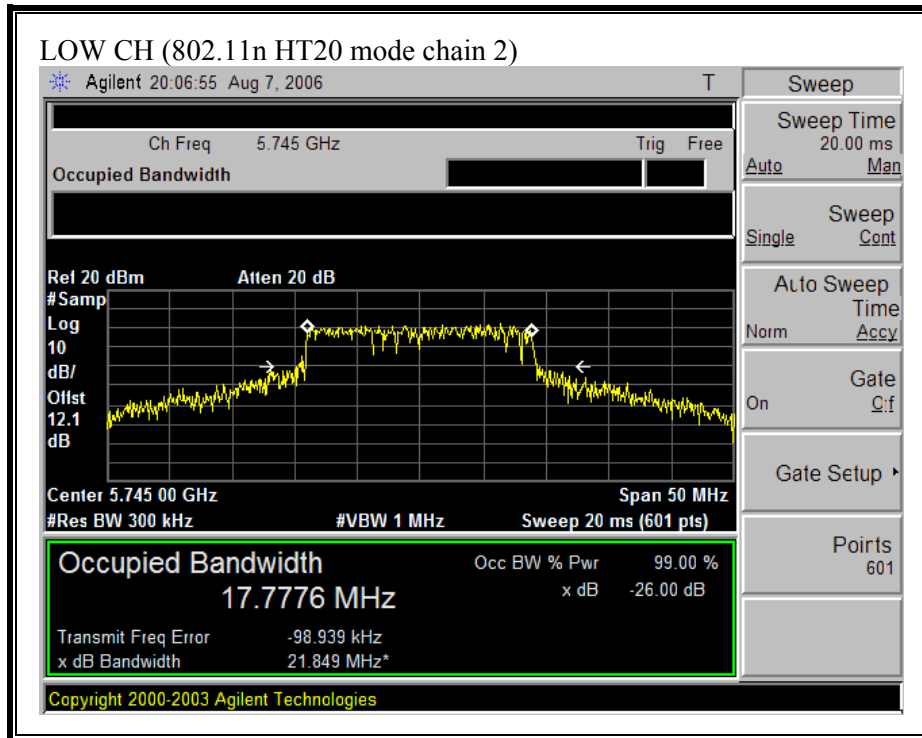 LOW CH (802.11n HT20 mode chain 2)
Agilent 20:06:55 Aug 7, 2006 T
Sweep
Ch Freq 5.745 GHz Trig Free
Occupied Bandwidth
Sweep Time
20.00 ms
Auto Man
Sweep
Single Cont
Auto Sweep
Time
Norm Accy
Gate
On Off
Gate Setup
Points
601
Ref 20 dBm Atten 20 dB
#Samp
Log
10
dB/
Offst
12.1
dB
Center 5.745 00 GHz Span 50 MHz
#Res BW 300 kHz #VBW 1 MHz Sweep 20 ms (601 pts)
Occupied Bandwidth
17.7776 MHz
Occ BW % Pwr 99.00 %
x dB -26.00 dB
Transmit Freq Error -98.939 kHz
x dB Bandwidth 21.849 MHz*
Copyright 2000-2003 Agilent Technologies